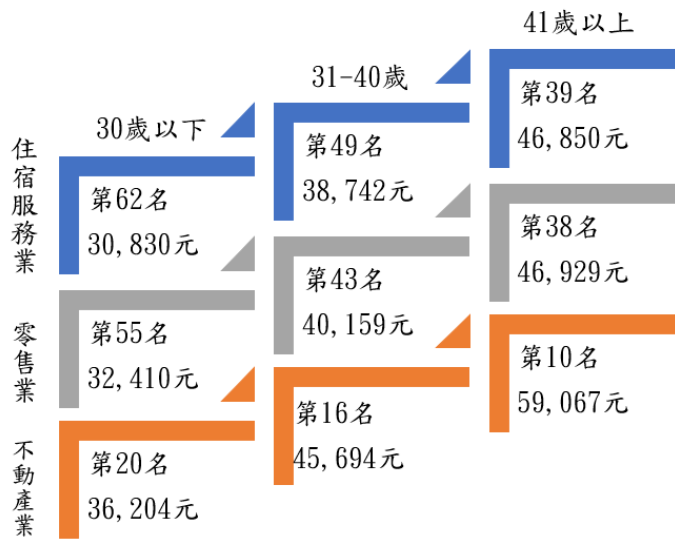 30歲以下
31-40歲
41歲以上
住宿服務業
第62名
30,830元
第49名
38,742元
第39名
46,850元
零售業
第55名
32,410元
第43名
40,159元
第38名
46,929元
不動產業
第20名
36,204元
第16名
45,694元
第10名
59,067元